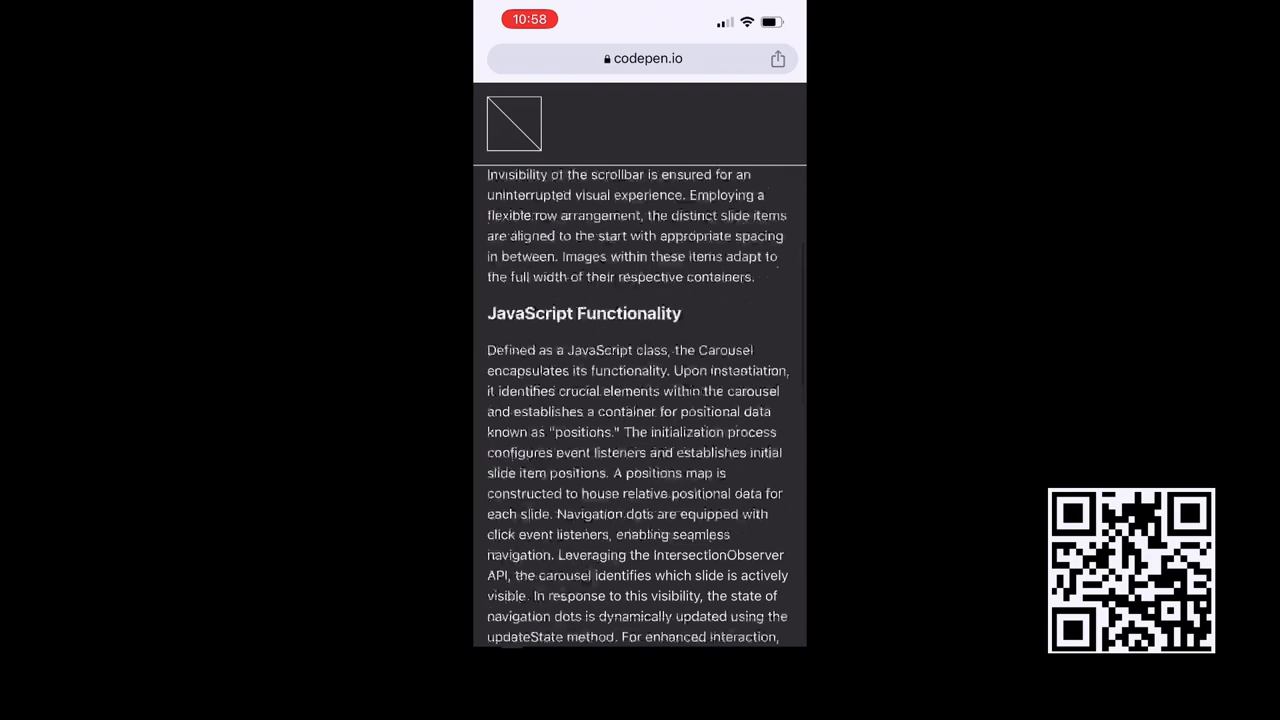 10:58
codepen.io
Invisibility of the scrollbar is ensured for an
uninterrupted visual experience. Employing a
flexible row arrangement, the distinct slide items
are aligned to the start with appropriate spacing
in between. Images within these items adapt to
the full width of their respective containers.
JavaScript Functionality
Defined as a JavaScript class, the Carousel
encapsulates its functionality. Upon instantiation,
it identifies crucial elements within the carousel
and establishes a container for positional data
known as "positions." The initialization process
configures event listeners and establishes initial
slide item positions. A positions map is
constructed to house relative positional data for
each slide. Navigation dots are equipped with
click event listeners, enabling seamless
navigation. Leveraging the IntersectionObserver
API, the carousel identifies which slide is actively
visible. In response to this visibility, the state of
navigation dots is dynamically updated using the
updateState method. For enhanced interaction,